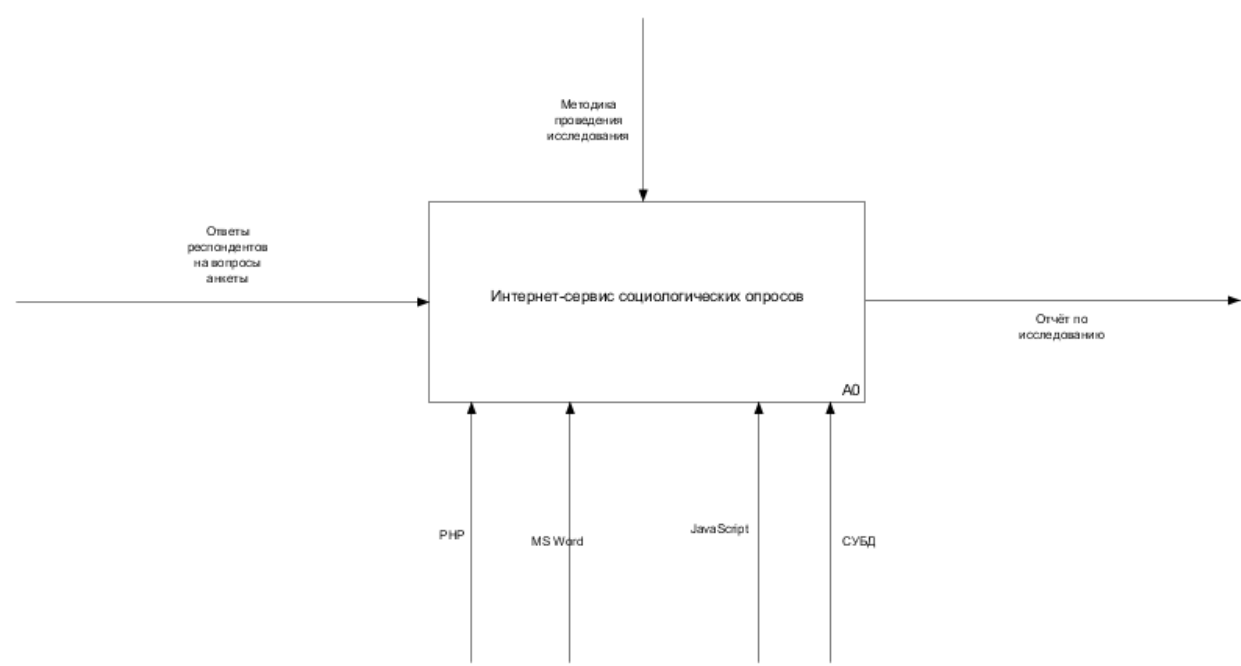 Методика
проведения
исследования
Ответы
респондентов
на вопросы
анкеты
Интернет-сервис социологических опросов
Отчёт по
исследованию
A0
PHP
MS Word
JavaScript
СУБД